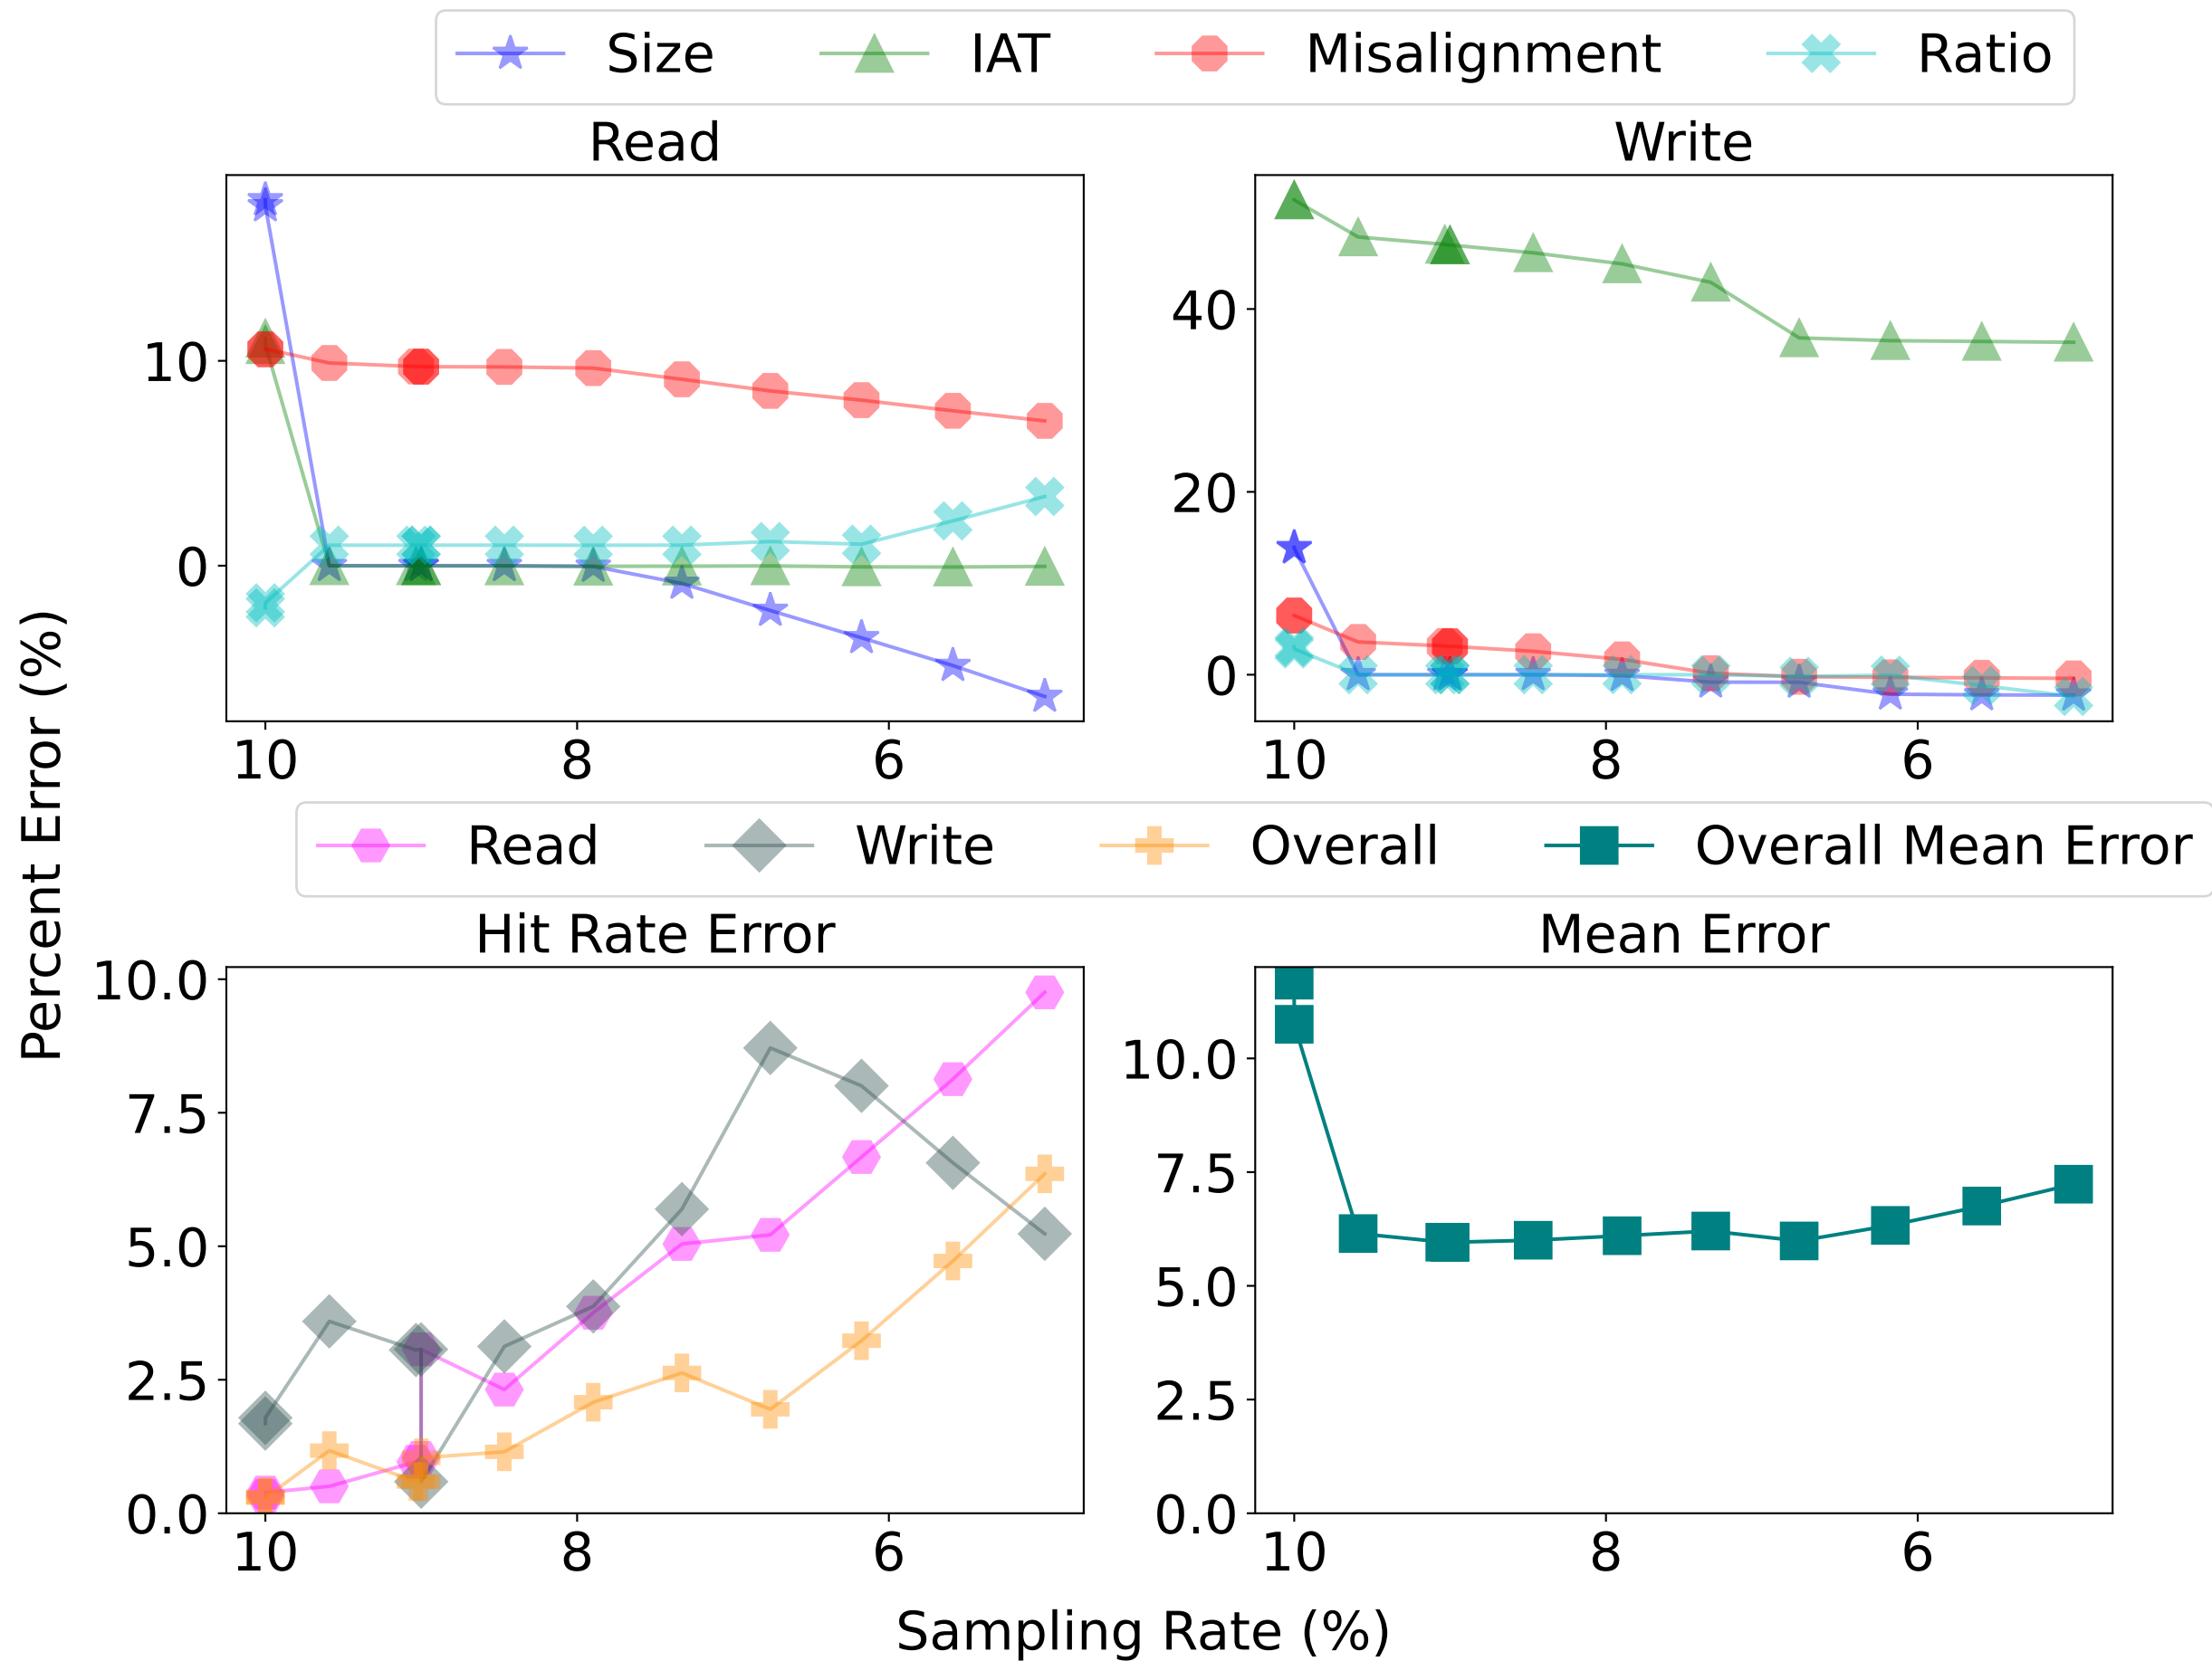 Size IAT Misalignment Ratio
Read Write
10
0
40
20
0
10 8 6
10 8 6
Percent Error (%)
Read Write Overall Overall Mean Error
Hit Rate Error Mean Error
10.0
7.5
5.0
2.5
0.0
10.0
7.5
5.0
2.5
0.0
10 8 6
10 8 6
Sampling Rate (%)